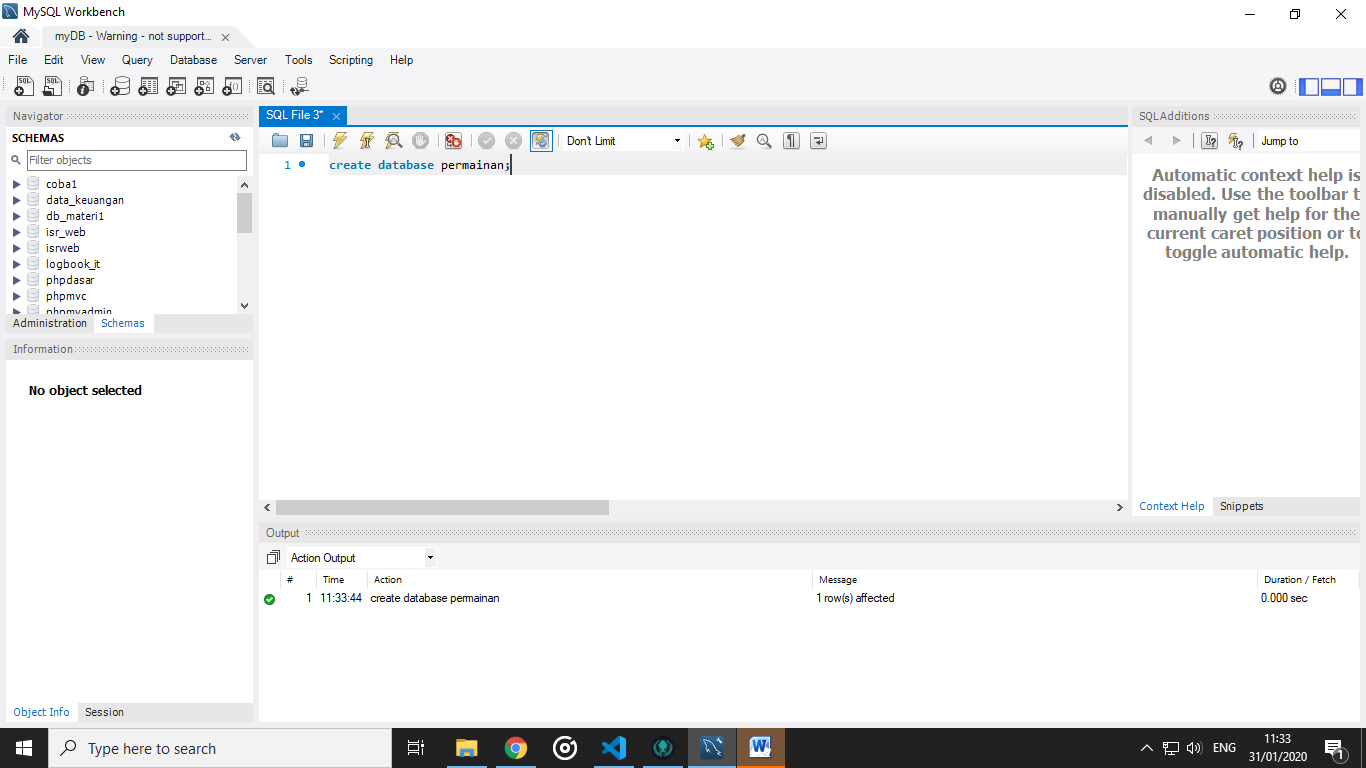 MySQL Workbench
myDB - Warning - not support...
File Edit View Query Database Server Tools Scripting Help
Navigator
SCHEMAS
Filter objects
coba1
data_keuangan
db_materi1
isr_web
isrweb
logbook_it
phpdasar
phpmvc
phpmyadmin
Administration Schemas
Information
No object selected
Object Info Session
SQL File 3*
Don't Limit
1 create database permainan;
SQLAdditions
Jump to
Automatic context help is
disabled. Use the toolbar t
manually get help for the
current caret position or to
toggle automatic help.
Context Help Snippets
Output
Action Output
# Time Action Message Duration / Fetch
1 11:33:44 create database permainan 1 row(s) affected 0.000 sec
Type here to search
ENG
11:33
31/01/2020
1